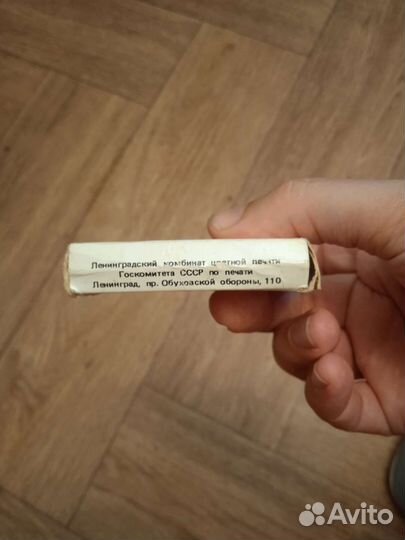 Ленинградский комбинат цветной печати
Госкомитета СССР по печати
Ленинград, пр. Обуховской обороны, 110
Avito